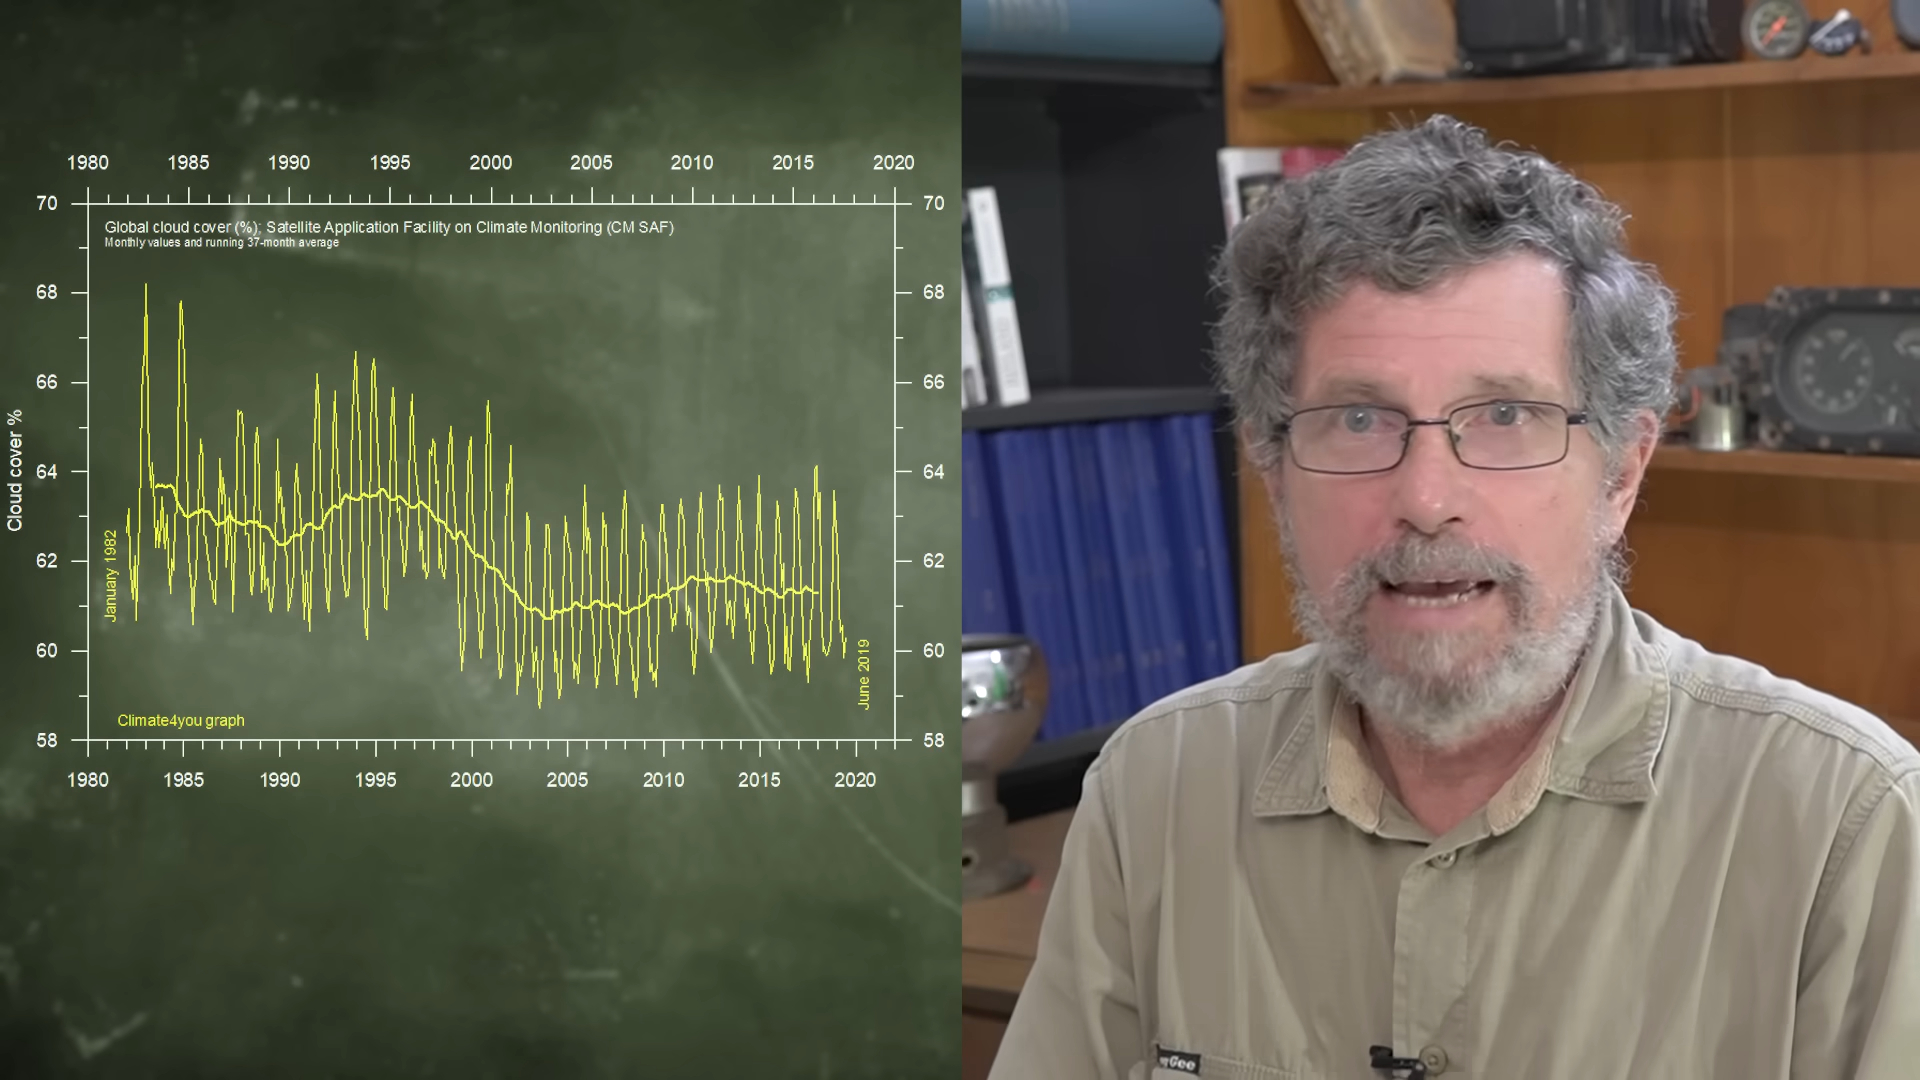 1980 1985 1990 1995 2000 2005 2010 2015 2020
70 70
Global cloud cover (%); Satellite Application Facility on Climate Monitoring (CM SAF)
Monthly values and running 37-month average
68 68
66 66
Cloud cover %
64 64
62 62
January 1982
60 60
June 2019
Climate4you graph
58 58
1980 1985 1990 1995 2000 2005 2010 2015 2020
Gee